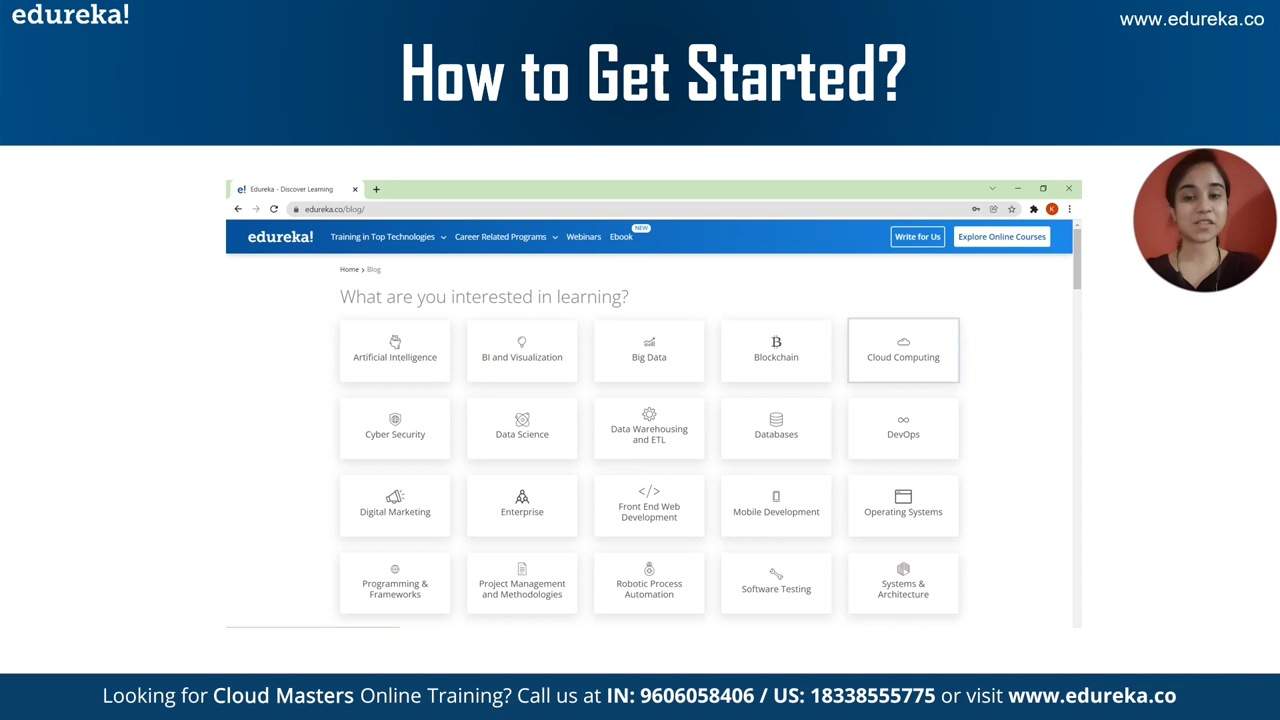 edureka!
www.edureka.co
How to Get Started?
Edureka - Discover Learning
edureka.co/blog/
K
edureka!
Training in Top Technologies
Career Related Programs
Webinars
Ebook
NEW
Write for Us
Explore Online Courses
Home > Blog
What are you interested in learning?
Artificial Intelligence
BI and Visualization
Big Data
Blockchain
Cloud Computing
Cyber Security
Data Science
Data Warehousing
and ETL
Databases
DevOps
Digital Marketing
Enterprise
Front End Web
Development
Mobile Development
Operating Systems
Programming &
Frameworks
Project Management
and Methodologies
Robotic Process
Automation
Software Testing
Systems &
Architecture
Looking for Cloud Masters Online Training? Call us at IN: 9606058406 / US: 18338555775 or visit www.edureka.co